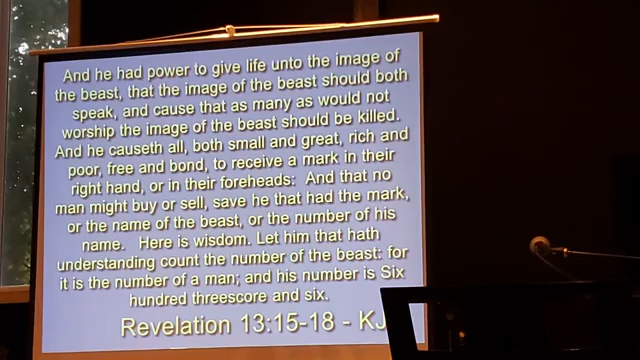 And he had power to give life unto the image of
the beast, that the image of the beast should both
speak, and cause that as many as would not
worship the image of the beast should be killed.
And he causeth all, both small and great, rich and
poor, free and bond, to receive a mark in their
right hand, or in their foreheads: And that no
man might buy or sell, save he that had the mark,
or the name of the beast, or the number of his
name. Here is wisdom. Let him that hath
understanding count the number of the beast: for
it is the number of a man; and his number is Six
hundred threescore and six.
Revelation 13:15-18 - KJ